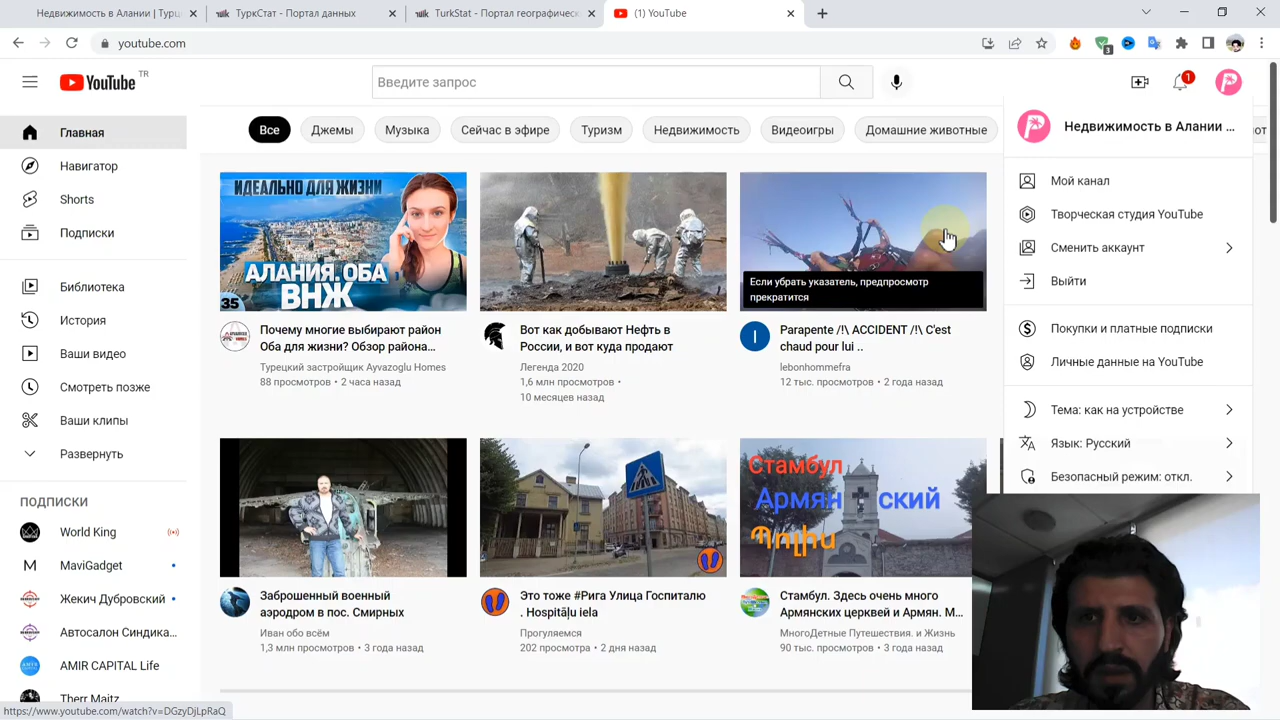 Недвижимость в Алании | Турц
ТуркСтат - Портал данных
TurkStat - Портал географическ
(1) YouTube
youtube.com
3
YouTube TR
Введите запрос
1
Все
Джемы
Музыка
Сейчас в эфире
Туризм
Недвижимость
Видеоигры
Домашние животные
Главная
Навигатор
Shorts
Подписки
Библиотека
История
Ваши видео
Смотреть позже
Ваши клипы
Развернуть
ПОДПИСКИ
World King
MaviGadget
Жекич Дубровский
Автосалон Синдика...
AMIR CAPITAL Life
Therr Maitz
ИДЕАЛЬНО ДЛЯ ЖИЗНИ
АЛАНИЯ. ОБА
ВНЖ
35
Почему многие выбирают район
Оба для жизни? Обзор района...
Турецкий застройщик Ayvazoglu Homes
88 просмотров • 2 часа назад
Вот как добывают Нефть в
России, и вот куда продают
Легенда 2020
1,6 млн просмотров •
10 месяцев назад
Если убрать указатель, предпросмотр
прекратится
I
Parapente /!\ ACCIDENT /!\ C'est
chaud pour lui ..
lebonhommefra
12 тыс. просмотров • 2 года назад
Заброшенный военный
аэродром в пос. Смирных
Иван обо всём
1,3 млн просмотров • 3 года назад
Это тоже #Рига Улица Госпиталю
. Hospitāļu iela
Прогуляемся
202 просмотра • 2 дня назад
Стамбул
Армян ский
Պոլիս
Стамбул. Здесь очень много
Армянских церквей и Армян. М...
МногоДетные Путешествия. и Жизнь
90 тыс. просмотров • 3 года назад
Недвижимость в Алании ...
Мой канал
Творческая студия YouTube
Сменить аккаунт
Выйти
Покупки и платные подписки
Личные данные на YouTube
Тема: как на устройстве
Язык: Русский
Безопасный режим: откл.
https://www.youtube.com/watch?v=DGzyDjLpRaQ